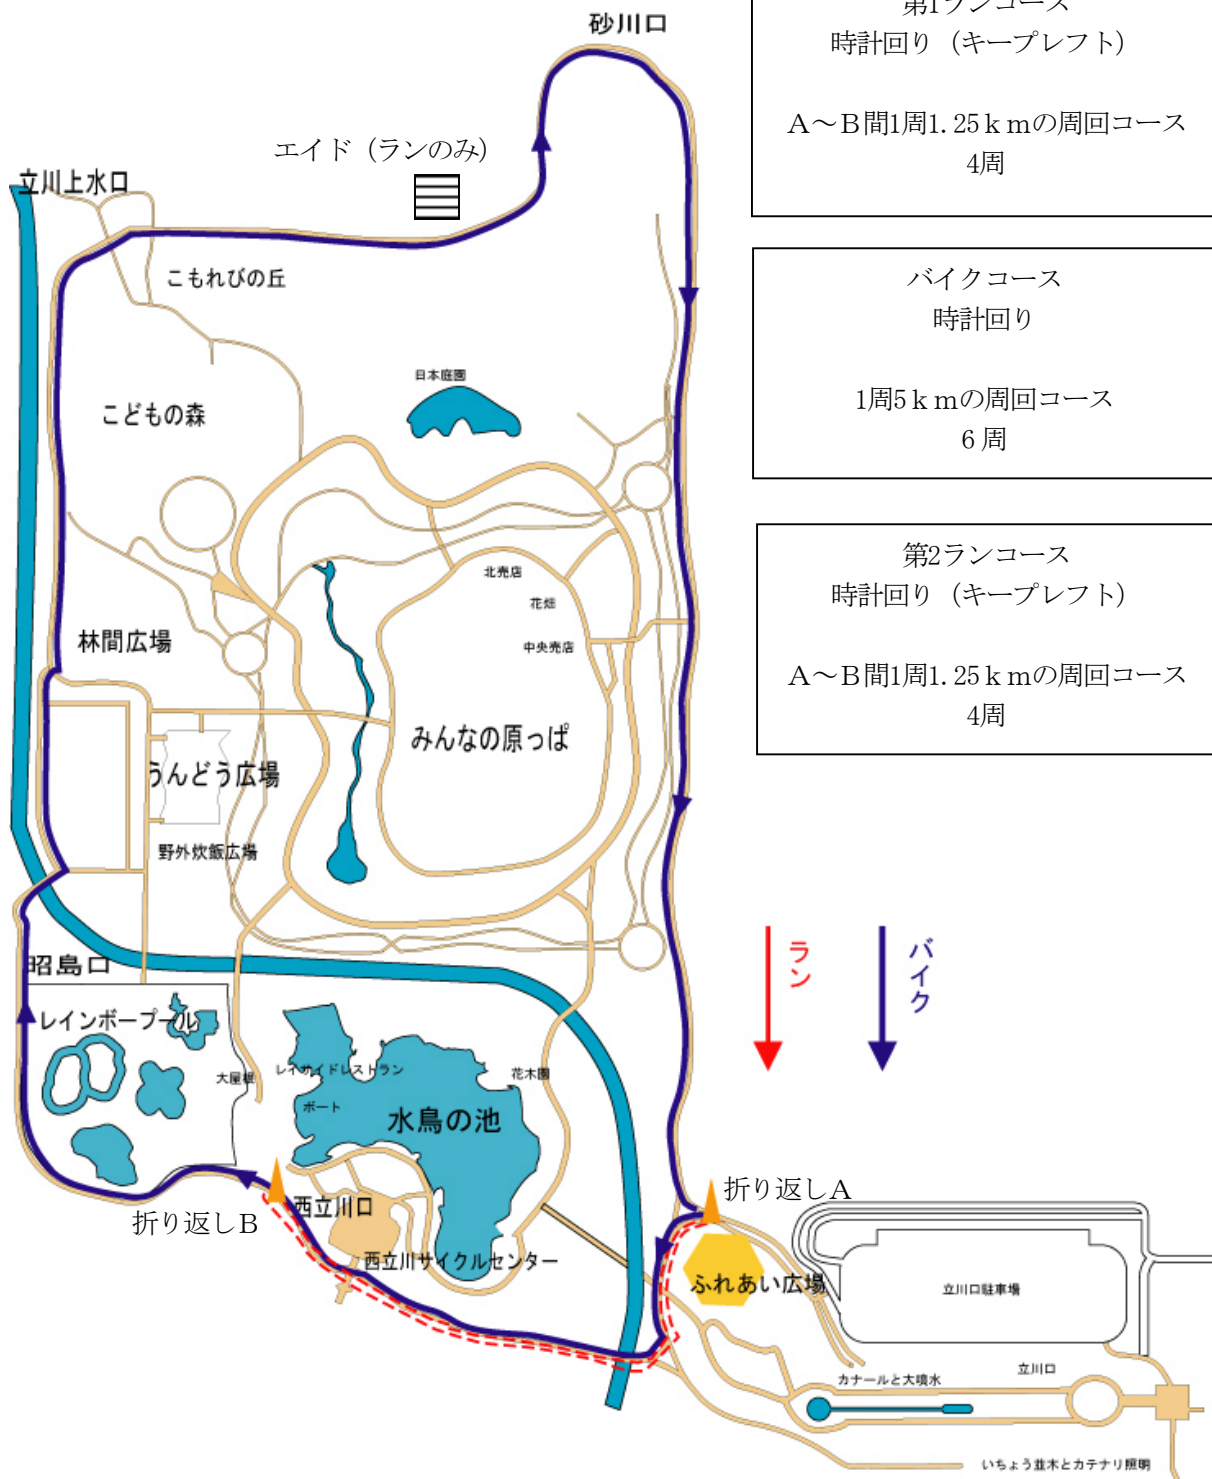 砂川口
第1ランコース
時計回り（キープレフト）
A～B間1周1.25kmの周回コース
4周
エイド（ランのみ）
立川上水口
こもれびの丘
バイクコース
時計回り
1周5kmの周回コース
6周
日本庭園
こどもの森
第2ランコース
時計回り（キープレフト）
A～B間1周1.25kmの周回コース
4周
北売店
花畑
中央売店
林間広場
みんなの原っぱ
うんどう広場
野外炊飯広場
ラン
バイク
昭島口
レインボープール
大屋根
レイクサイドレストラン
ボート
花木園
水鳥の池
折り返しA
折り返しB
西立川口
西立川サイクルセンター
ふれあい広場
立川口駐車場
カナールと大噴水
立川口
いちょう並木とカテナリ照明